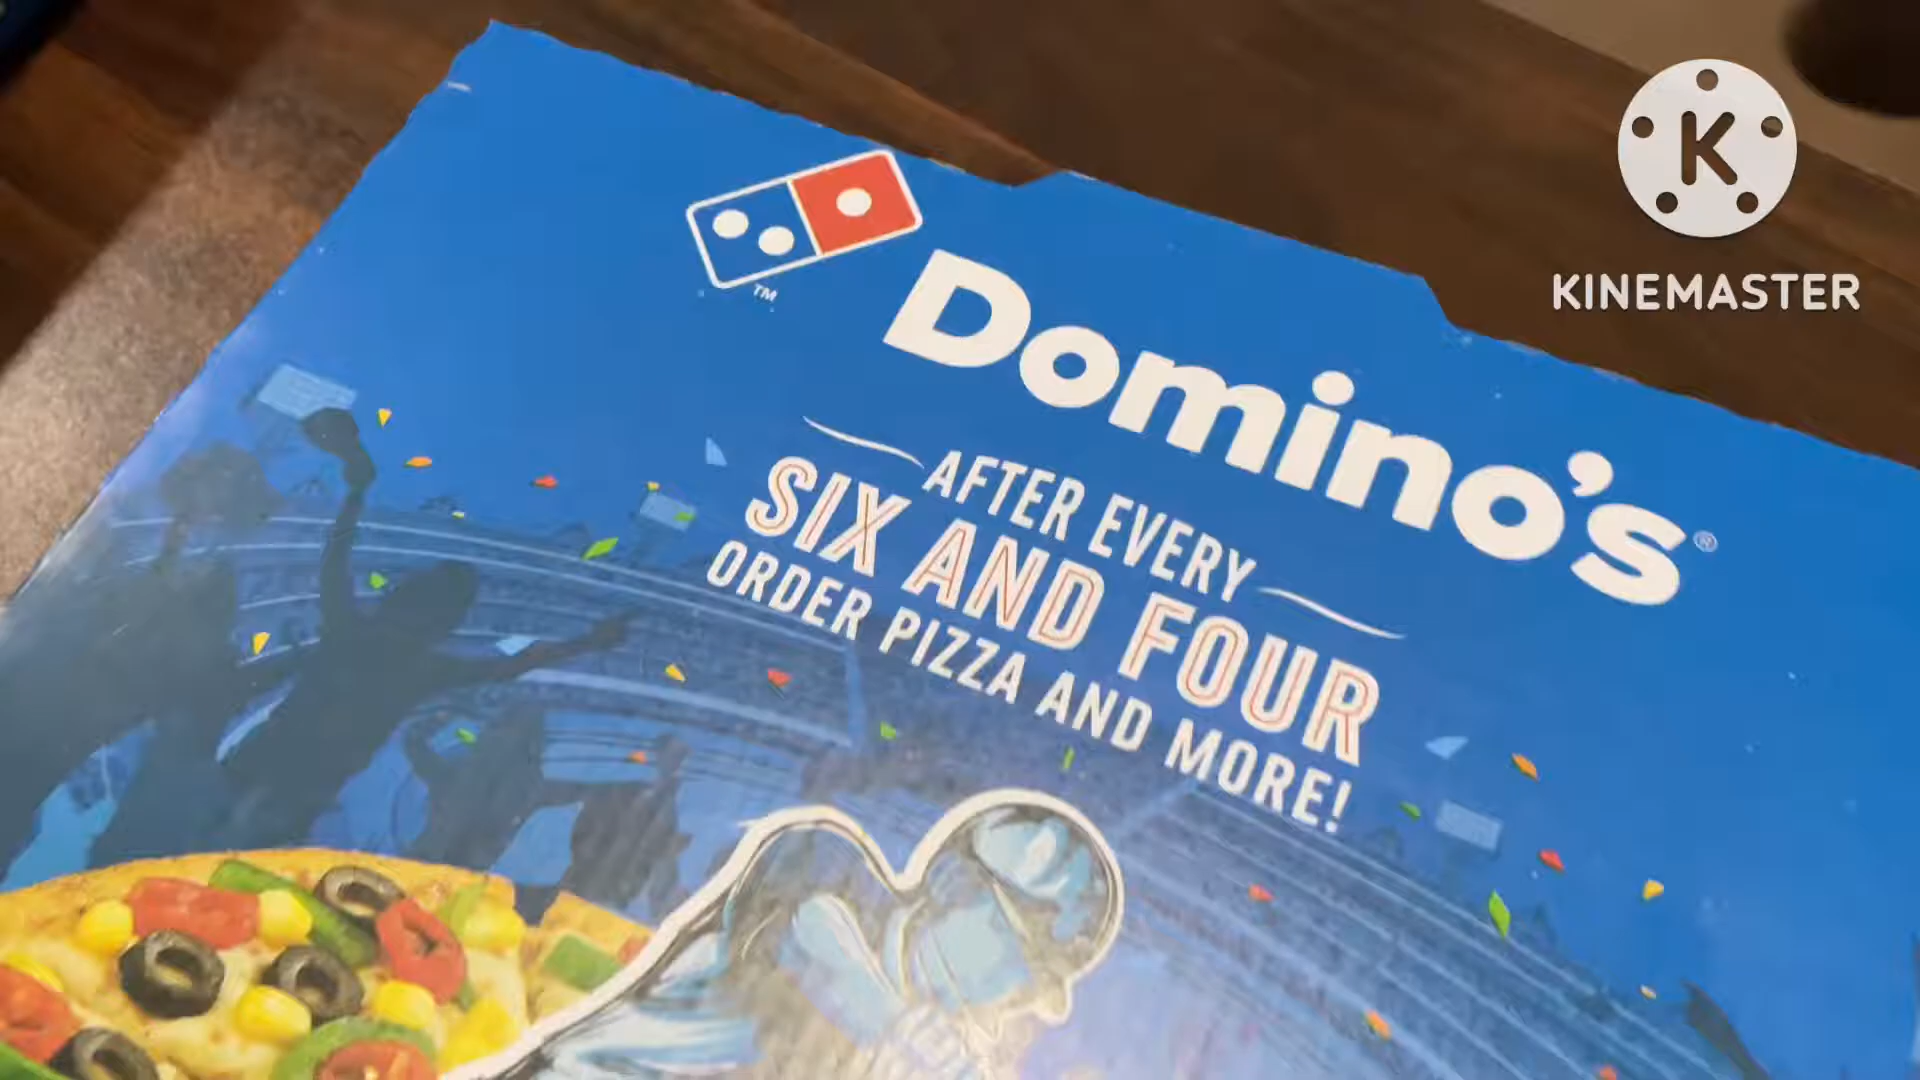 K
KINEMASTER
TM
Domino's®
AFTER EVERY
SIX AND FOUR
ORDER PIZZA AND MORE!